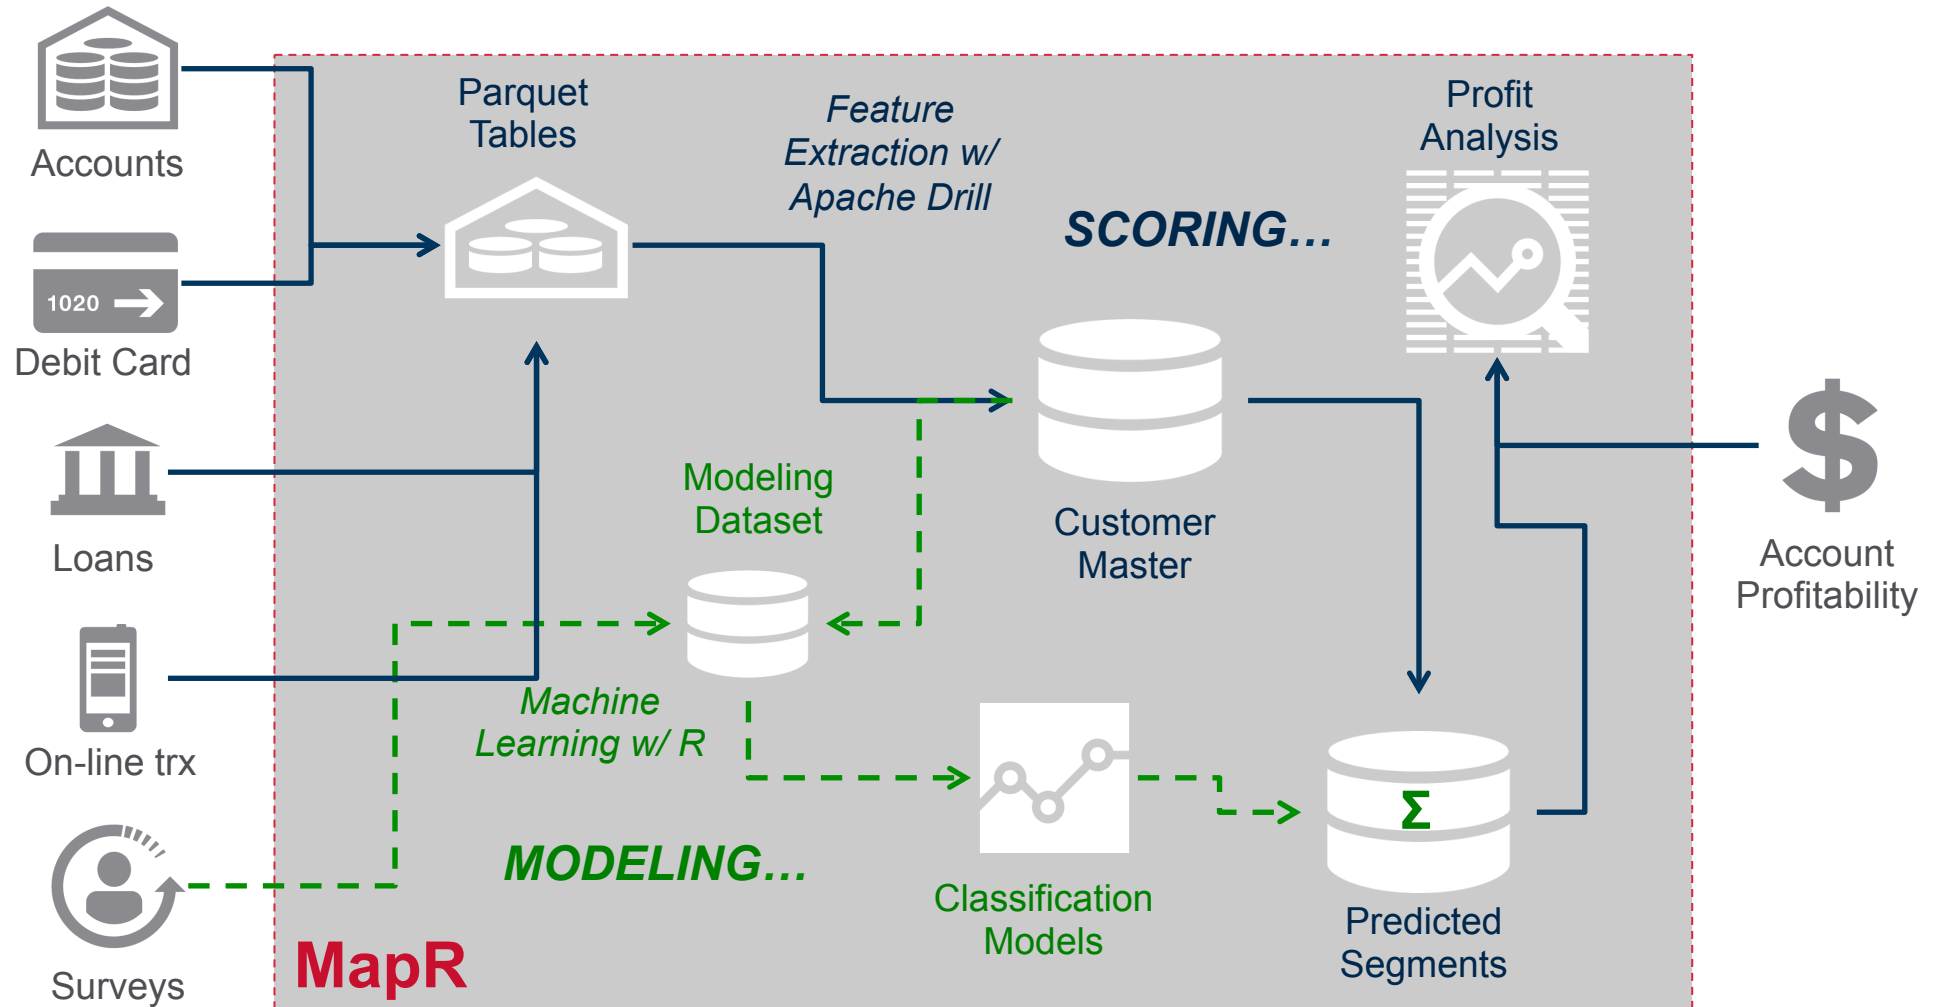 Accounts
1020
Debit Card
Loans
On-line trx
Surveys
Parquet
Tables
Feature
Extraction w/
Apache Drill
SCORING...
Profit
Analysis
Customer
Master
Modeling
Dataset
Machine
Learning w/ R
MODELING...
Classification
Models
Σ
Predicted
Segments
Account
Profitability
MapR